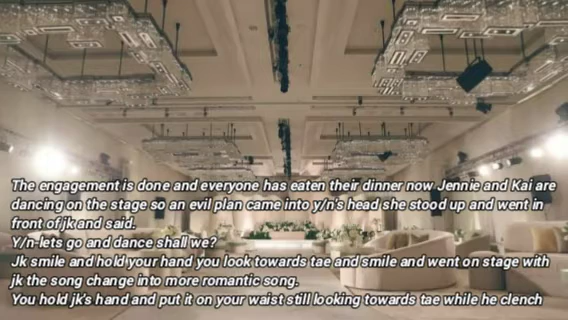 The engagement is done and everyone has eaten their dinner now Jennie and Kai are
dancing on the stage so an evil plan came into y/n's head she stood up and went in
front of jk and said.
Y/n-lets go and dance shall we?
Jk smile and hold your hand you look towards tae and smile and went on stage with
jk the song change into more romantic song.
You hold jk's hand and put it on your waist still looking towards tae while he clench